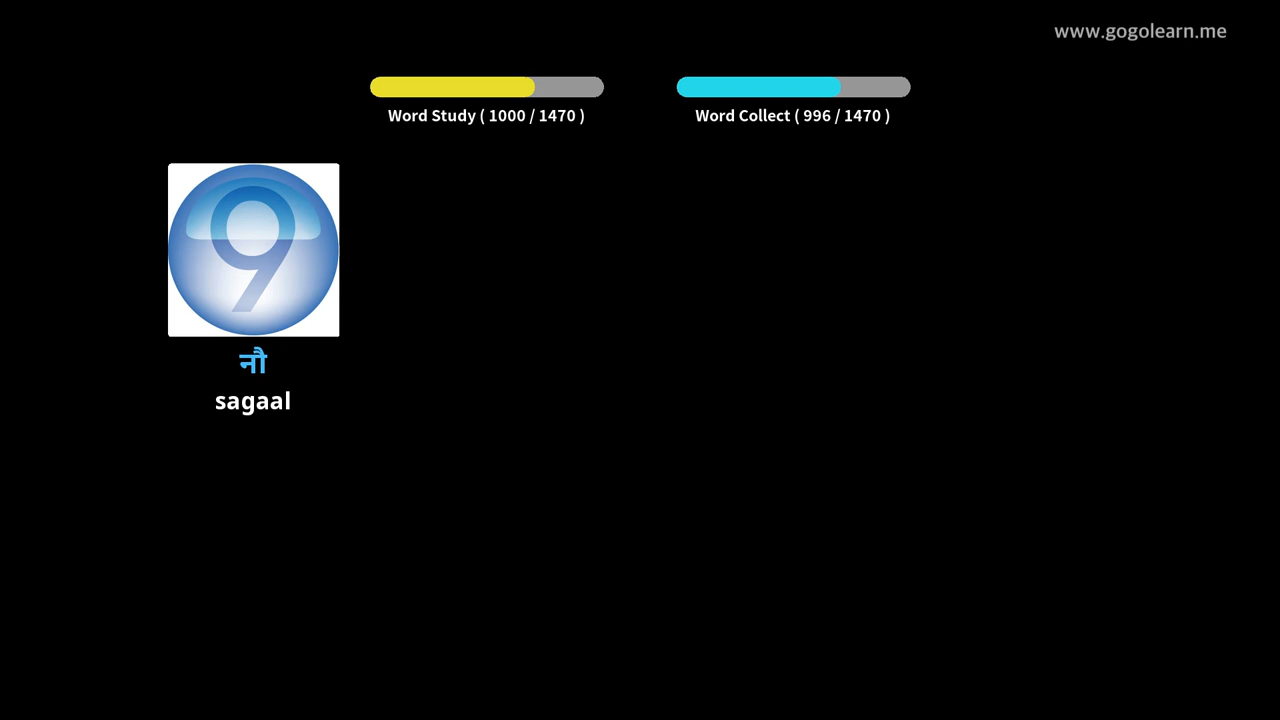 www.gogolearn.me
Word Study ( 1000 / 1470 )
Word Collect ( 996 / 1470 )
9
नौ
sagaal